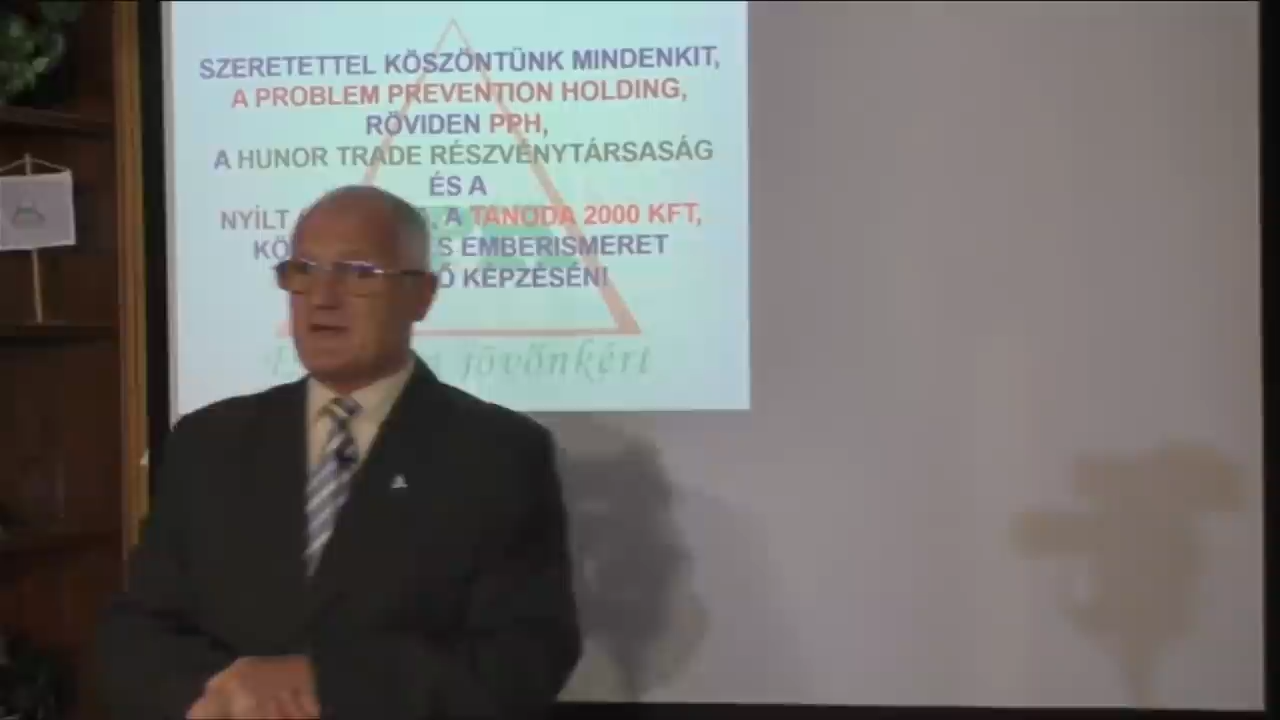 SZERETETTEL KÖSZÖNTÜNK MINDENKIT,
A PROBLEM PREVENTION HOLDING,
RÖVIDEN PPH,
A HUNOR TRADE RÉSZVÉNYTÁRSASÁG
ÉS A
NYÍLT A TANODA 2000 KFT,
EMBERISMERET
KÉPZÉSÉN!
jövőnkért